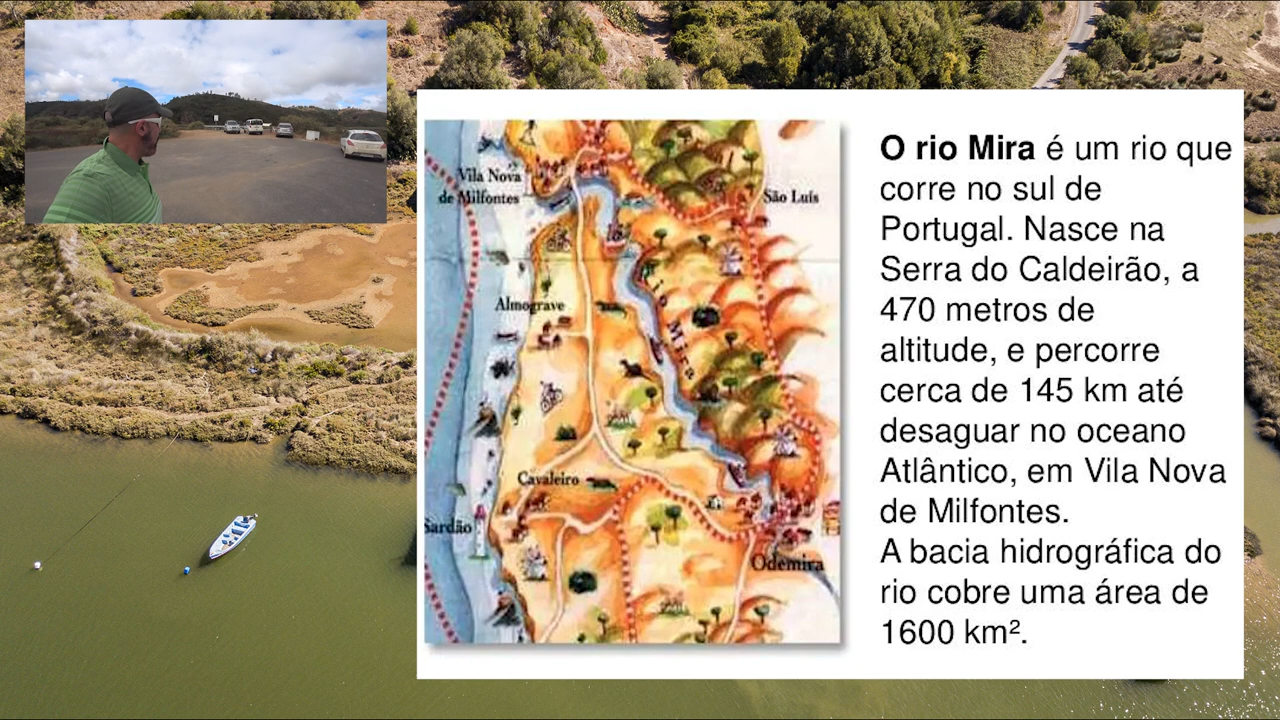 Vila Nova
de Milfontes
São Luís
Almograve
Rio Mira
Cavaleiro
Sardão
Odemira
O rio Mira é um rio que
corre no sul de
Portugal. Nasce na
Serra do Caldeirão, a
470 metros de
altitude, e percorre
cerca de 145 km até
desaguar no oceano
Atlântico, em Vila Nova
de Milfontes.
A bacia hidrográfica do
rio cobre uma área de
1600 km².